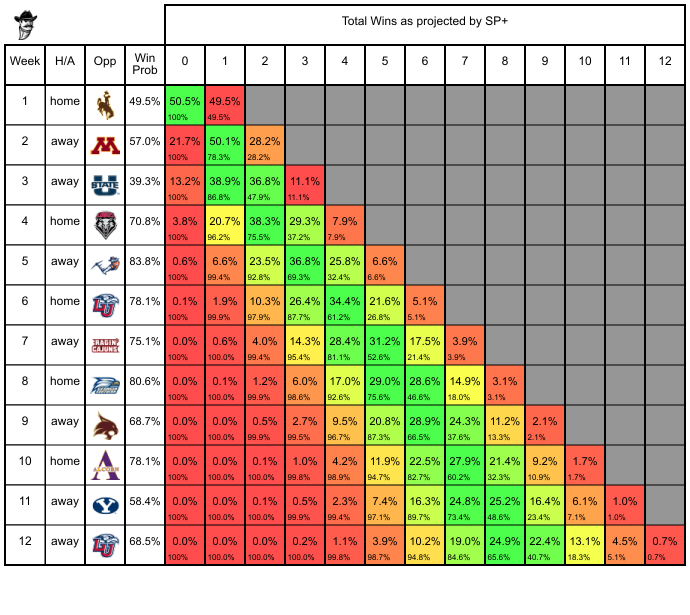 Total Wins as projected by SP+
Week H/A Opp Win Prob 0 1 2 3 4 5 6 7 8 9 10 11 12
1 home 49.5% 50.5% 49.5%
100% 49.5%
2 away M 57.0% 21.7% 50.1% 28.2%
100% 78.3% 28.2%
3 away U STATE 39.3% 13.2% 38.9% 36.8% 11.1%
100% 86.8% 47.9% 11.1%
4 home 70.8% 3.8% 20.7% 38.3% 29.3% 7.9%
100% 96.2% 75.5% 37.2% 7.9%
5 away 83.8% 0.6% 6.6% 23.5% 36.8% 25.8% 6.6%
100% 99.4% 92.8% 69.3% 32.4% 6.6%
6 home LU 78.1% 0.1% 1.9% 10.3% 26.4% 34.4% 21.6% 5.1%
100% 99.9% 97.9% 87.7% 61.2% 26.8% 5.1%
7 away RAGIN CAJUNS 75.1% 0.0% 0.6% 4.0% 14.3% 28.4% 31.2% 17.5% 3.9%
100% 100.0% 99.4% 95.4% 81.1% 52.6% 21.4% 3.9%
8 home 80.6% 0.0% 0.1% 1.2% 6.0% 17.0% 29.0% 28.6% 14.9% 3.1%
100% 100.0% 99.9% 98.6% 92.6% 75.6% 46.6% 18.0% 3.1%
9 away 68.7% 0.0% 0.0% 0.5% 2.7% 9.5% 20.8% 28.9% 24.3% 11.2% 2.1%
100% 100.0% 99.9% 99.5% 96.7% 87.3% 66.5% 37.6% 13.3% 2.1%
10 home A ALCORN 78.1% 0.0% 0.0% 0.1% 1.0% 4.2% 11.9% 22.5% 27.9% 21.4% 9.2% 1.7%
100% 100.0% 100.0% 99.8% 98.9% 94.7% 82.7% 60.2% 32.3% 10.9% 1.7%
11 away Y 58.4% 0.0% 0.0% 0.1% 0.5% 2.3% 7.4% 16.3% 24.8% 25.2% 16.4% 6.1% 1.0%
100% 100.0% 100.0% 99.9% 99.4% 97.1% 89.7% 73.4% 48.6% 23.4% 7.1% 1.0%
12 away LU 68.5% 0.0% 0.0% 0.0% 0.2% 1.1% 3.9% 10.2% 19.0% 24.9% 22.4% 13.1% 4.5% 0.7%
100% 100.0% 100.0% 100.0% 99.8% 98.7% 94.8% 84.6% 65.6% 40.7% 18.3% 5.1% 0.7%